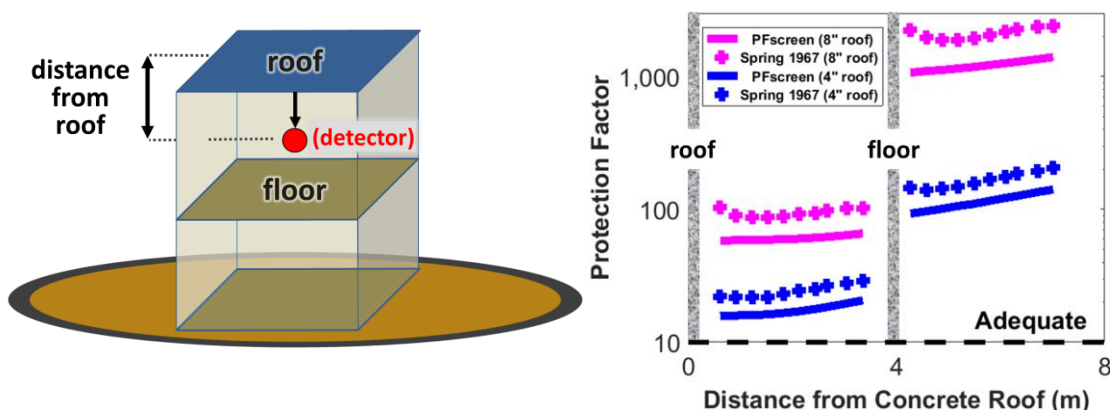 distance
from
roof
roof
(detector)
floor
Protection Factor
1,000
100
10
PFscreen (8" roof)
Spring 1967 (8" roof)
PFscreen (4" roof)
Spring 1967 (4" roof)
roof
floor
Adequate
0
4
8
Distance from Concrete Roof (m)